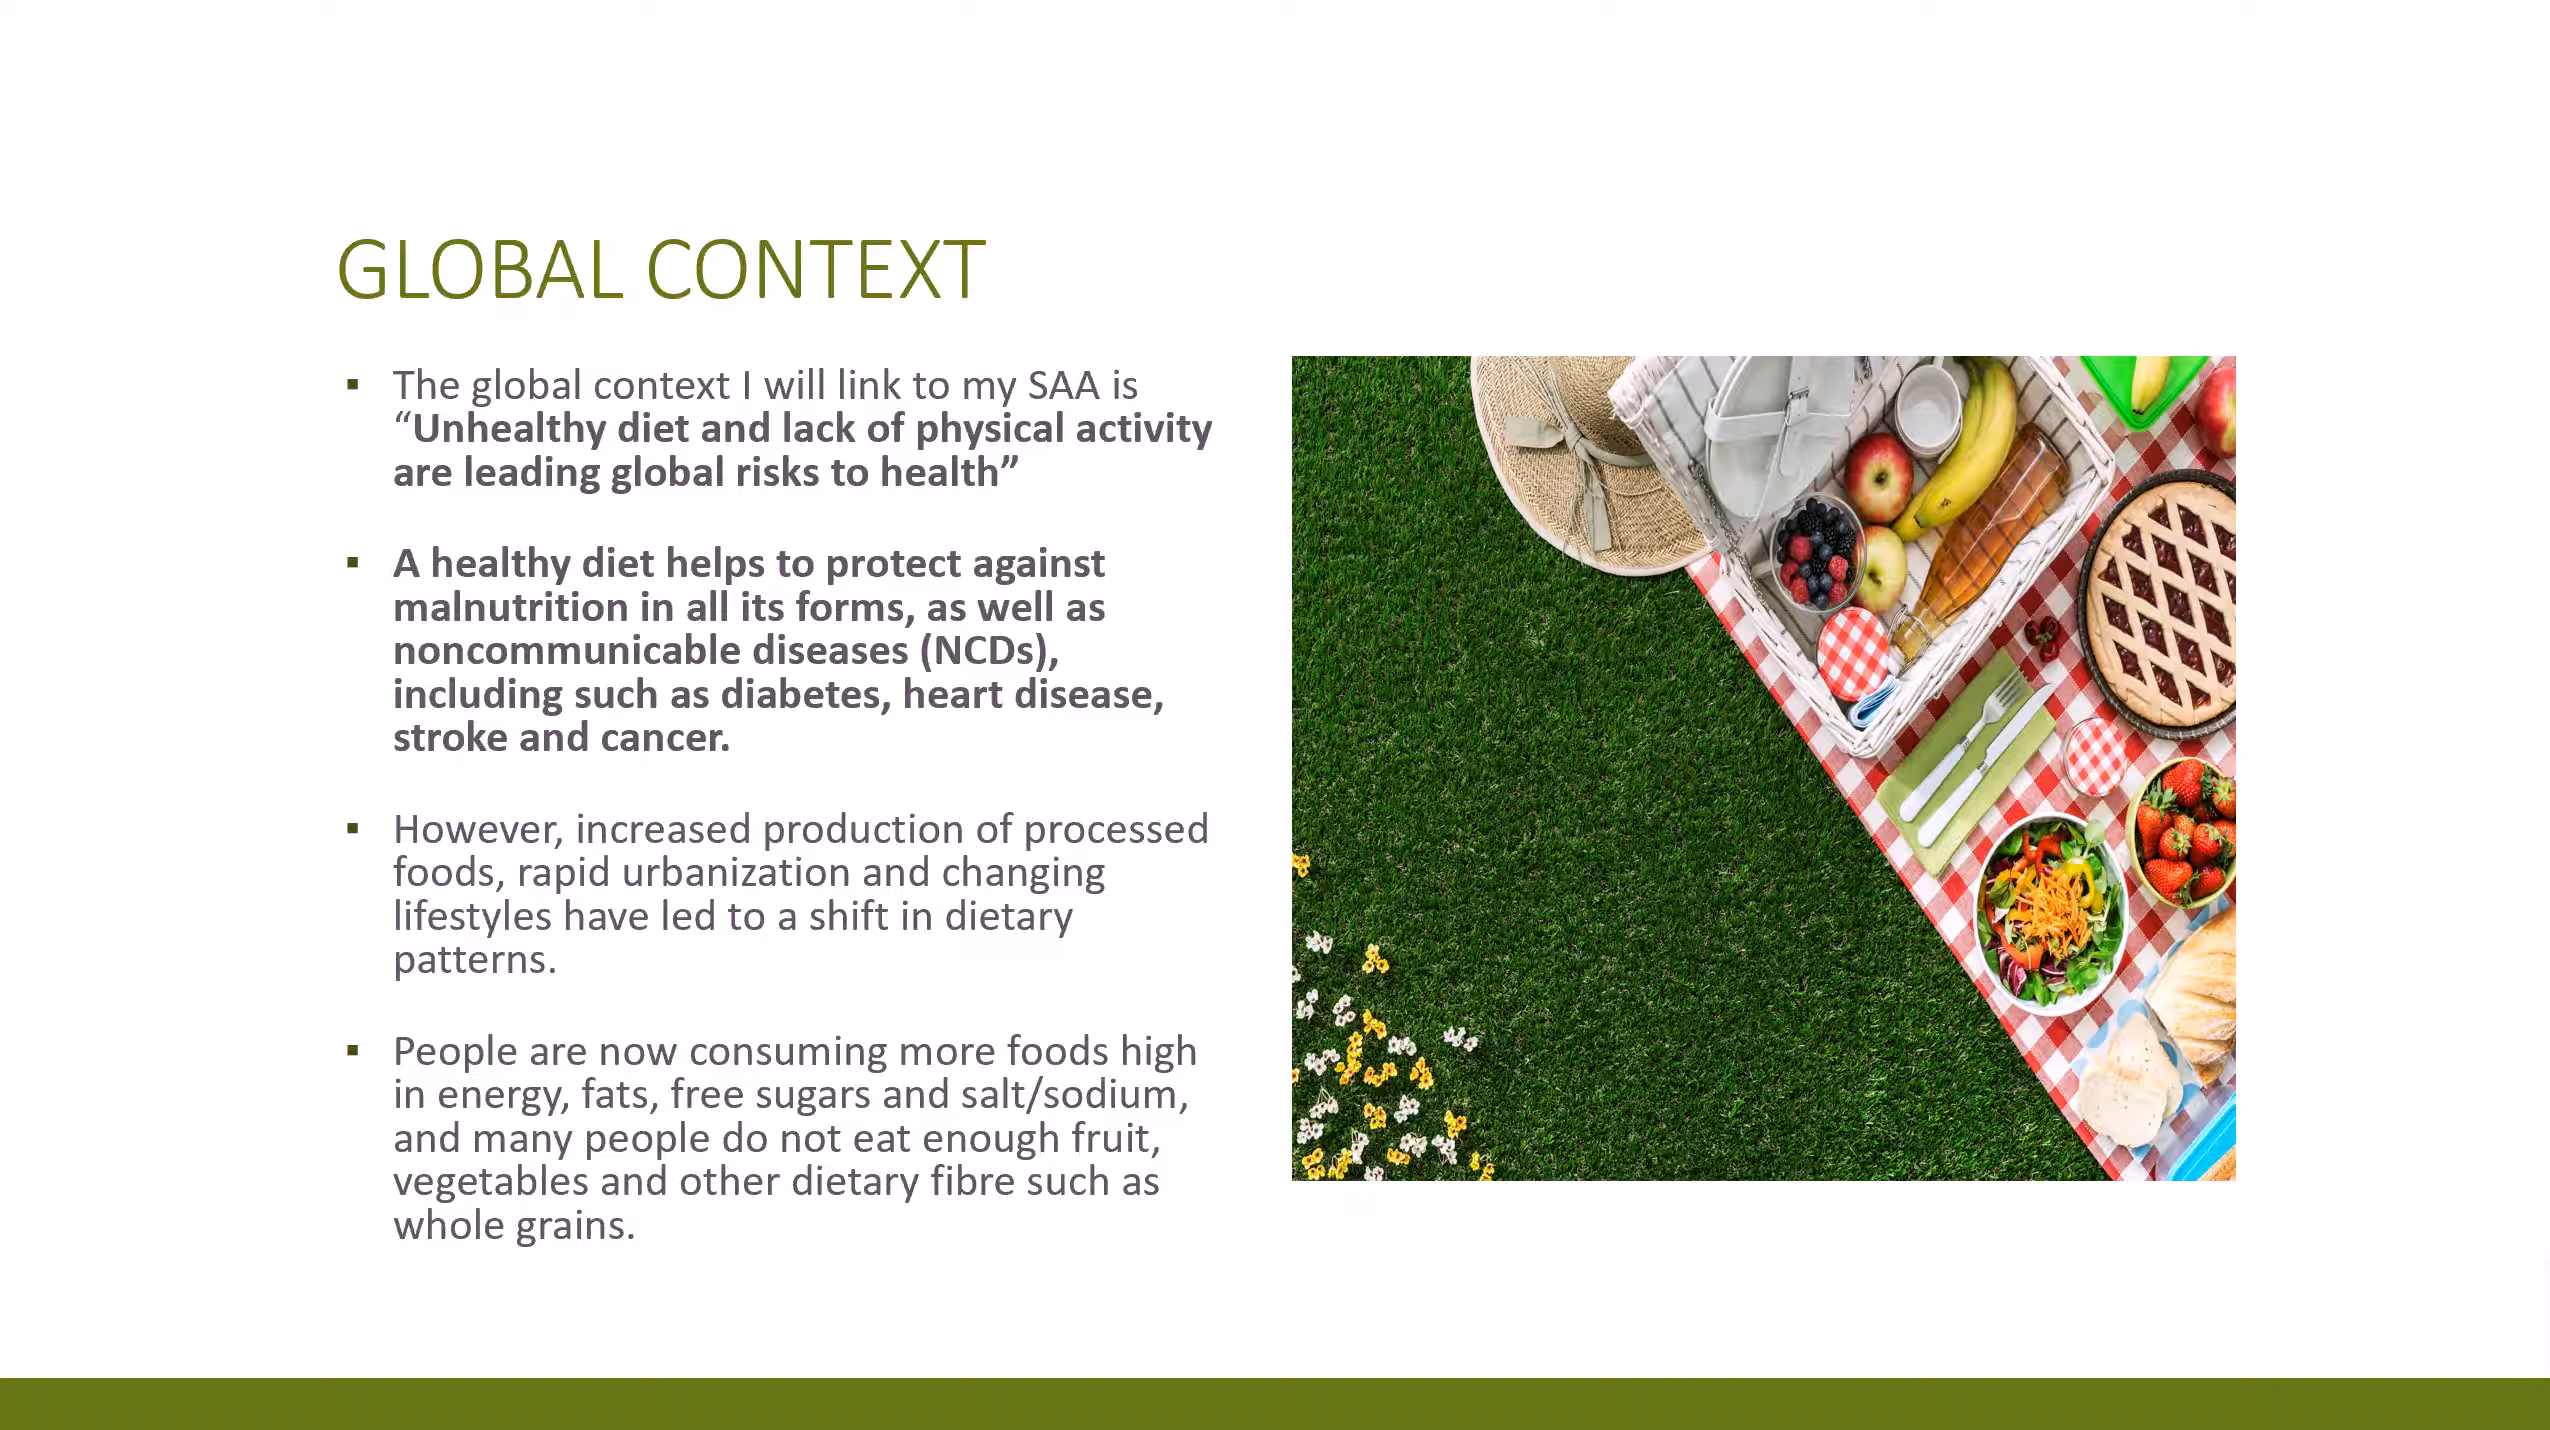 GLOBAL CONTEXT
▪ The global context I will link to my SAA is
“Unhealthy diet and lack of physical activity
are leading global risks to health”
▪ A healthy diet helps to protect against
malnutrition in all its forms, as well as
noncommunicable diseases (NCDs),
including such as diabetes, heart disease,
stroke and cancer.
▪ However, increased production of processed
foods, rapid urbanization and changing
lifestyles have led to a shift in dietary
patterns.
▪ People are now consuming more foods high
in energy, fats, free sugars and salt/sodium,
and many people do not eat enough fruit,
vegetables and other dietary fibre such as
whole grains.